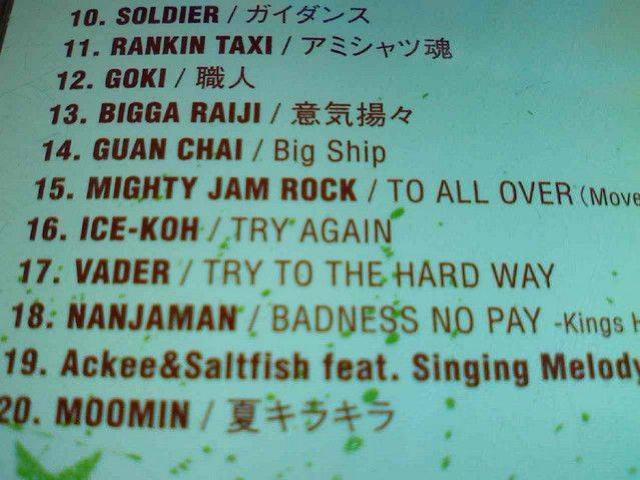 10. SOLDIER / ガイダンス
11. RANKIN TAXI / アミシャツ魂
12. GOKI / 職人
13. BIGGA RAIJI / 意気揚々
14. GUAN CHAI / Big Ship
15. MIGHTY JAM ROCK / TO ALL OVER (Move
16. ICE-KOH / TRY AGAIN
17. VADER / TRY TO THE HARD WAY
18. NANJAMAN / BADNESS NO PAY -Kings H
19. Ackee&Saltfish feat. Singing Melody
20. MOOMIN / 夏キラキラ